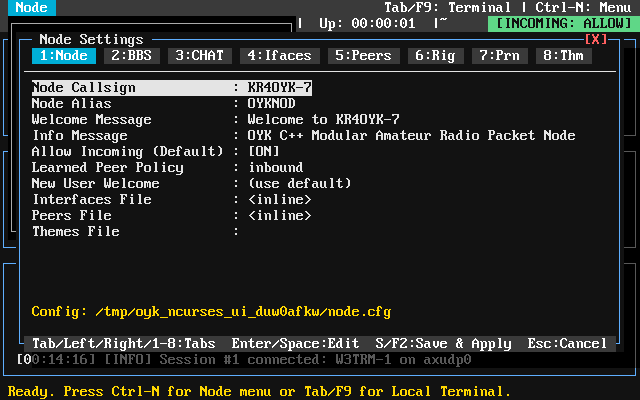 Node Tab/F9: Terminal | Ctrl-N: Menu
| Up: 00:00:01 |~ [INCOMING: ALLOW]
Node Settings [X]
1:Node 2:BBS 3:CHAT 4:Ifaces 5:Peers 6:Rig 7:Prn 8:Thm
Node Callsign : KR4OYK-7
Node Alias : OYKNOD
Welcome Message : Welcome to KR4OYK-7
Info Message : OYK C++ Modular Amateur Radio Packet Node
Allow Incoming (Default) : [ON]
Learned Peer Policy : inbound
New User Welcome : (use default)
Interfaces File : <inline>
Peers File : <inline>
Themes File :
Config: /tmp/oyk_ncurses_ui_duw0afkw/node.cfg
Tab/Left/Right/1-8:Tabs Enter/Space:Edit S/F2:Save & Apply Esc:Cancel
[00:14:16] [INFO] Session #1 connected: W3TRM-1 on axudp0
Ready. Press Ctrl-N for Node menu or Tab/F9 for Local Terminal.